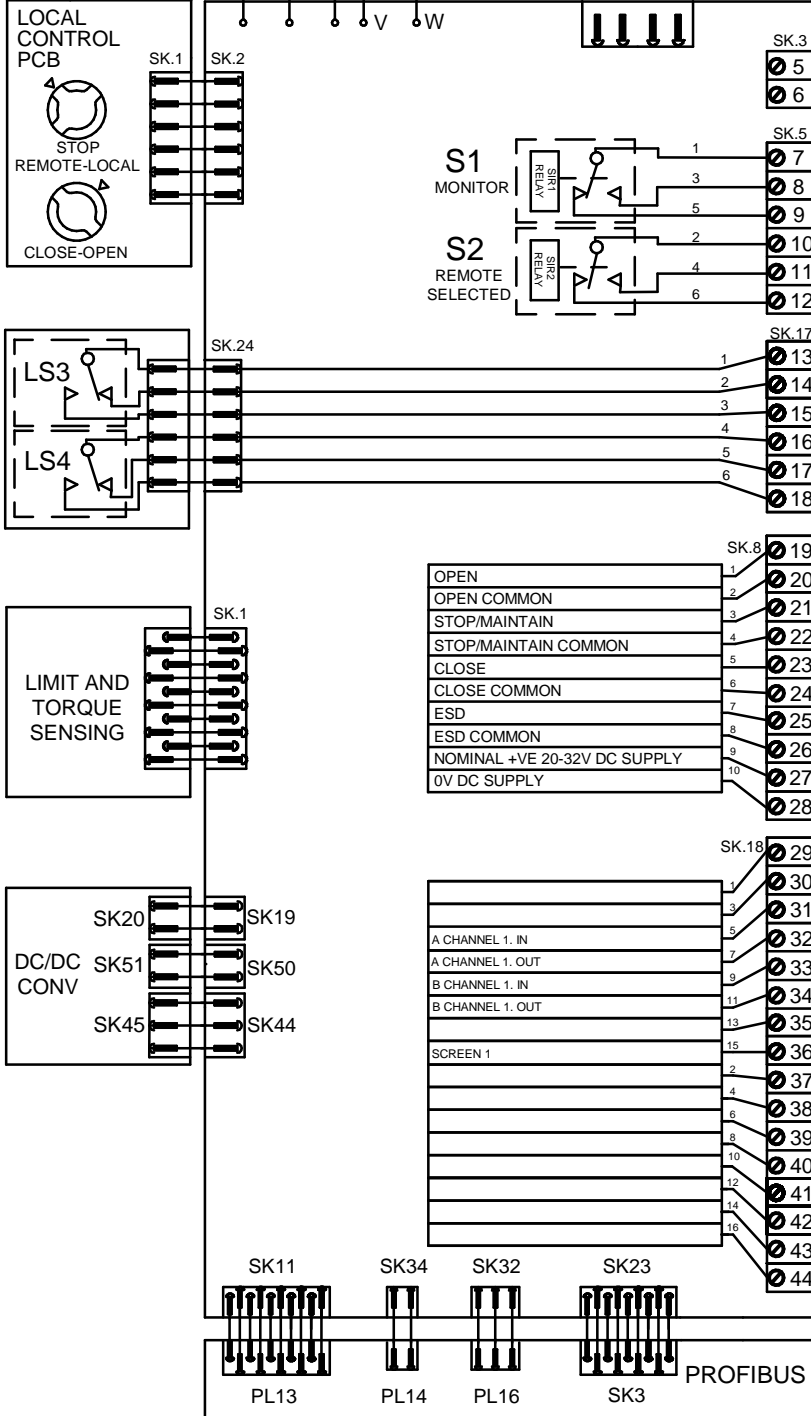 LOCAL
CONTROL
PCB
STOP
REMOTE-LOCAL
CLOSE-OPEN
SK.1
SK.2
V
W
SK.3
5
6
S1
MONITOR
SIR1
RELAY
1
3
5
S2
REMOTE
SELECTED
SIR2
RELAY
2
4
6
SK.5
7
8
9
10
11
12
LS3
LS4
SK.24
1
2
3
4
5
6
SK.17
13
14
15
16
17
18
LIMIT AND
TORQUE
SENSING
SK.1
OPEN
OPEN COMMON
STOP/MAINTAIN
STOP/MAINTAIN COMMON
CLOSE
CLOSE COMMON
ESD
ESD COMMON
NOMINAL +VE 20-32V DC SUPPLY
0V DC SUPPLY
1
2
3
4
5
6
7
8
9
10
SK.8
19
20
21
22
23
24
25
26
27
28
DC/DC
CONV
SK20
SK19
SK51
SK50
SK45
SK44
A CHANNEL 1. IN
A CHANNEL 1. OUT
B CHANNEL 1. IN
B CHANNEL 1. OUT
SCREEN 1
1
3
5
7
9
11
13
15
2
4
6
8
10
12
14
16
SK.18
29
30
31
32
33
34
35
36
37
38
39
40
41
42
43
44
SK11
SK34
SK32
SK23
PL13
PL14
PL16
SK3
PROFIBUS